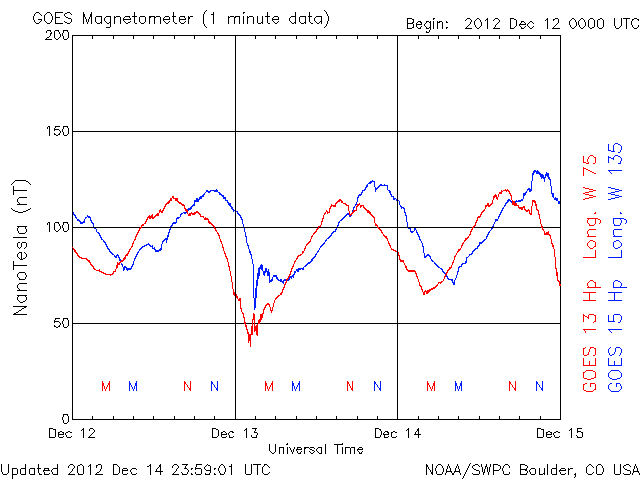 GOES Magnetometer (1 minute data)
Begin: 2012 Dec 12 0000 UTC
200
150
100
50
0
NanoTesla (nT)
M M N N M M N N M M N N
Dec 12 Dec 13 Dec 14 Dec 15
Universal Time
GOES 13 Hp Long. W 75
GOES 15 Hp Long. W 135
Updated 2012 Dec 14 23:59:01 UTC
NOAA/SWPC Boulder, CO USA